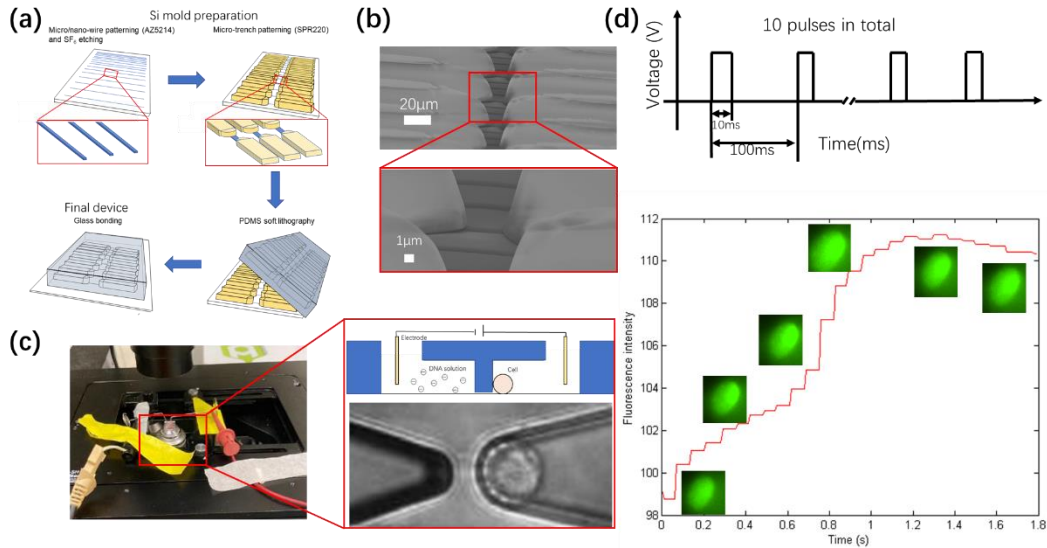 (a)
Si mold preparation
Micro/nano-wire patterning (AZ5214)
and SF₆ etching
Micro-trench patterning (SPR220)
Final device
Glass bonding
PDMS soft lithography
(b)
20μm
1μm
(c)
Electrode
DNA solution
Cell
(d)
10 pulses in total
Voltage (V)
10ms
100ms
Time(ms)
Fluorescence intensity
112
110
108
106
104
102
100
98
0 0.2 0.4 0.6 0.8 1 1.2 1.4 1.6 1.8
Time (s)